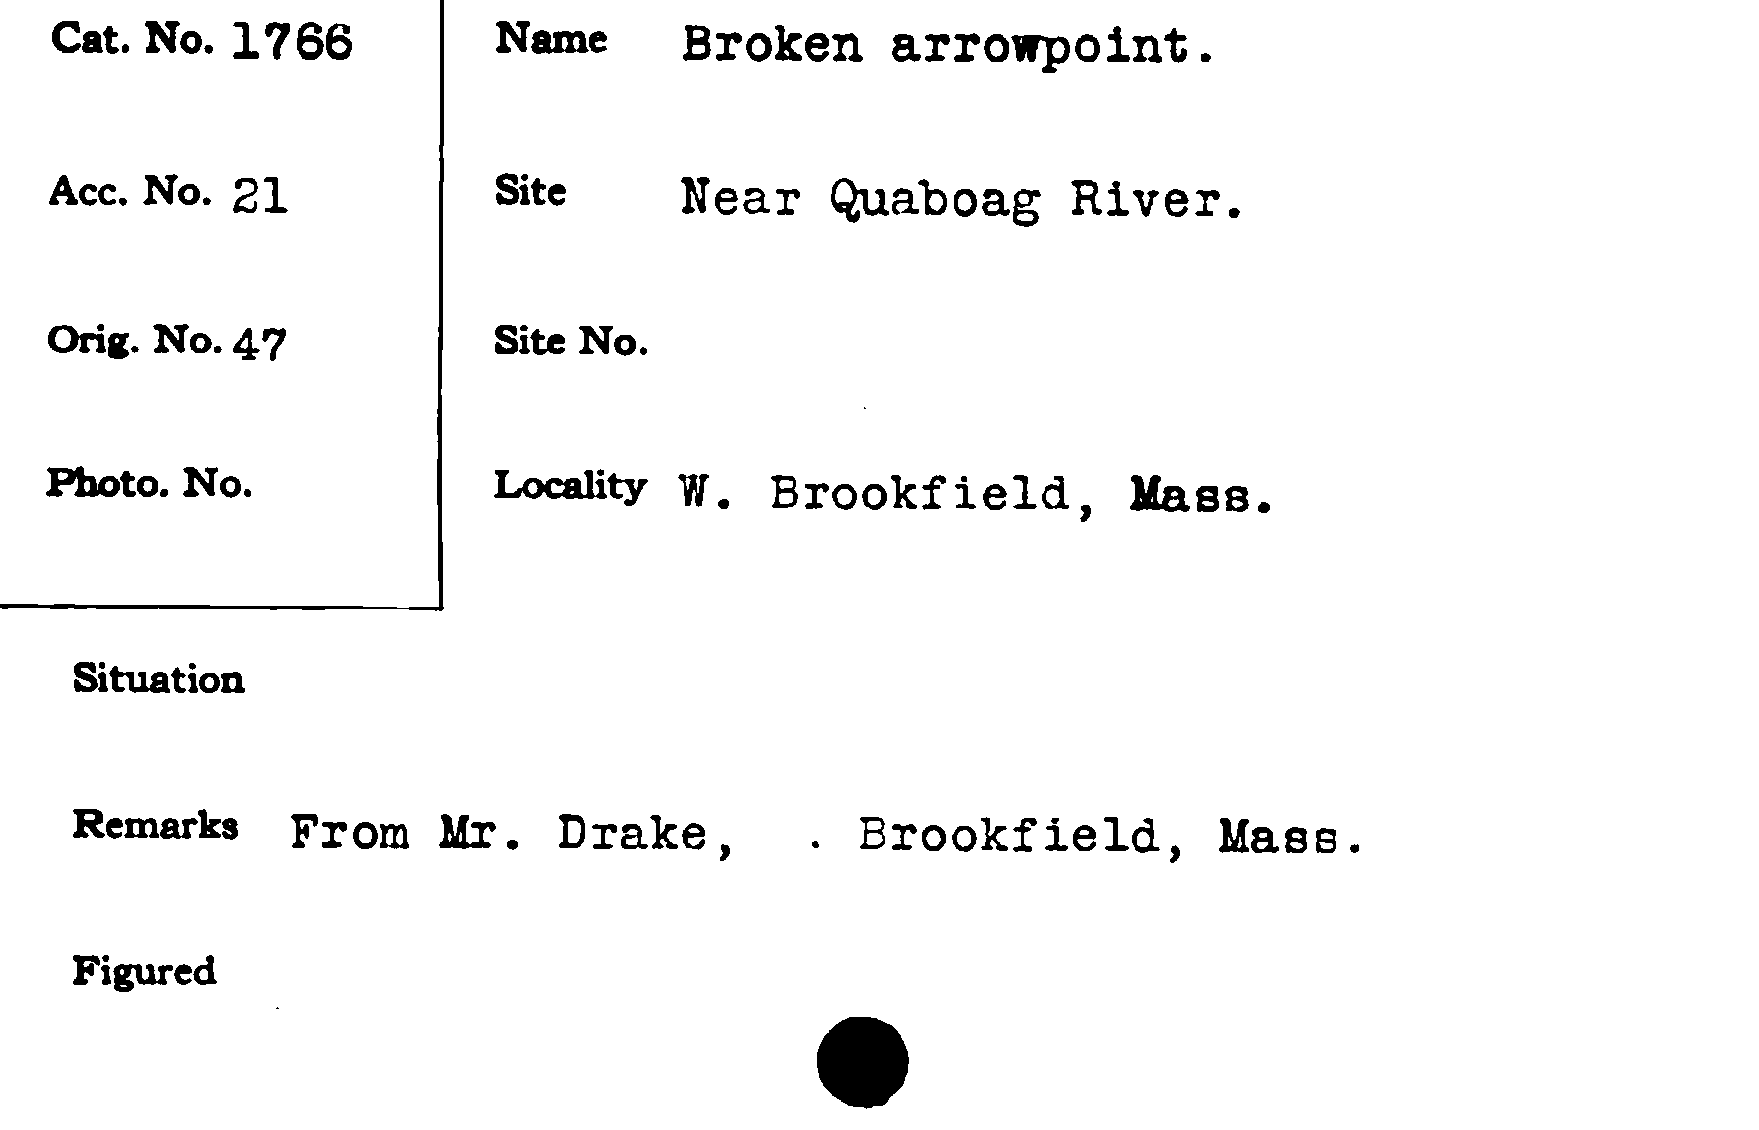 Cat. No. 1766
Acc. No. 21
Orig. No. 47
Photo. No.
Name Broken arrowpoint.
Site Near Quaboag River.
Site No.
Locality W. Brookfield, Mass.
Situation
Remarks From Mr. Drake, . Brookfield, Mass.
Figured